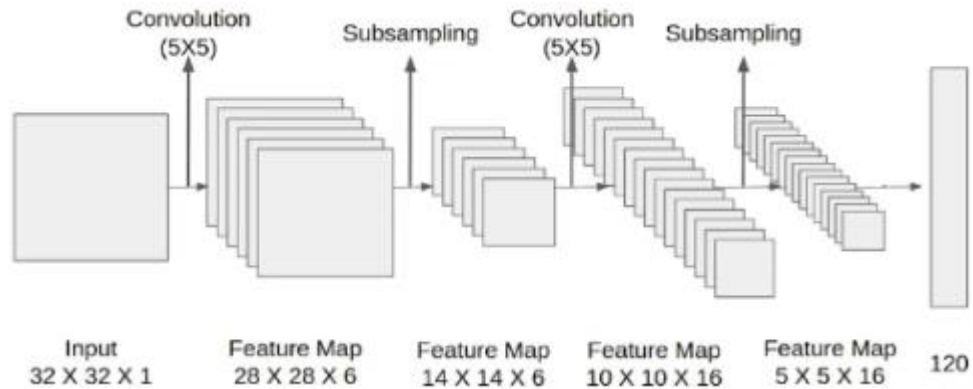 Convolution
(5X5)
Subsampling
Convolution
(5X5)
Subsampling
Input
32 X 32 X 1
Feature Map
28 X 28 X 6
Feature Map
14 X 14 X 6
Feature Map
10 X 10 X 16
Feature Map
5 X 5 X 16
120